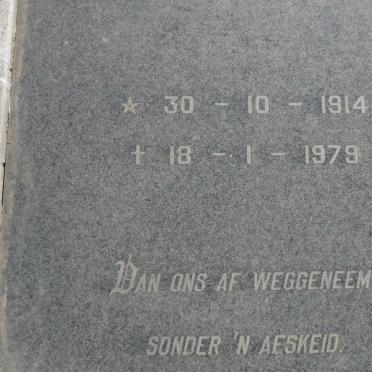 ★ 30 - 10 - 1914
✝ 18 - 1 - 1979
Van ons af weggeneem
sonder 'n afskeid.